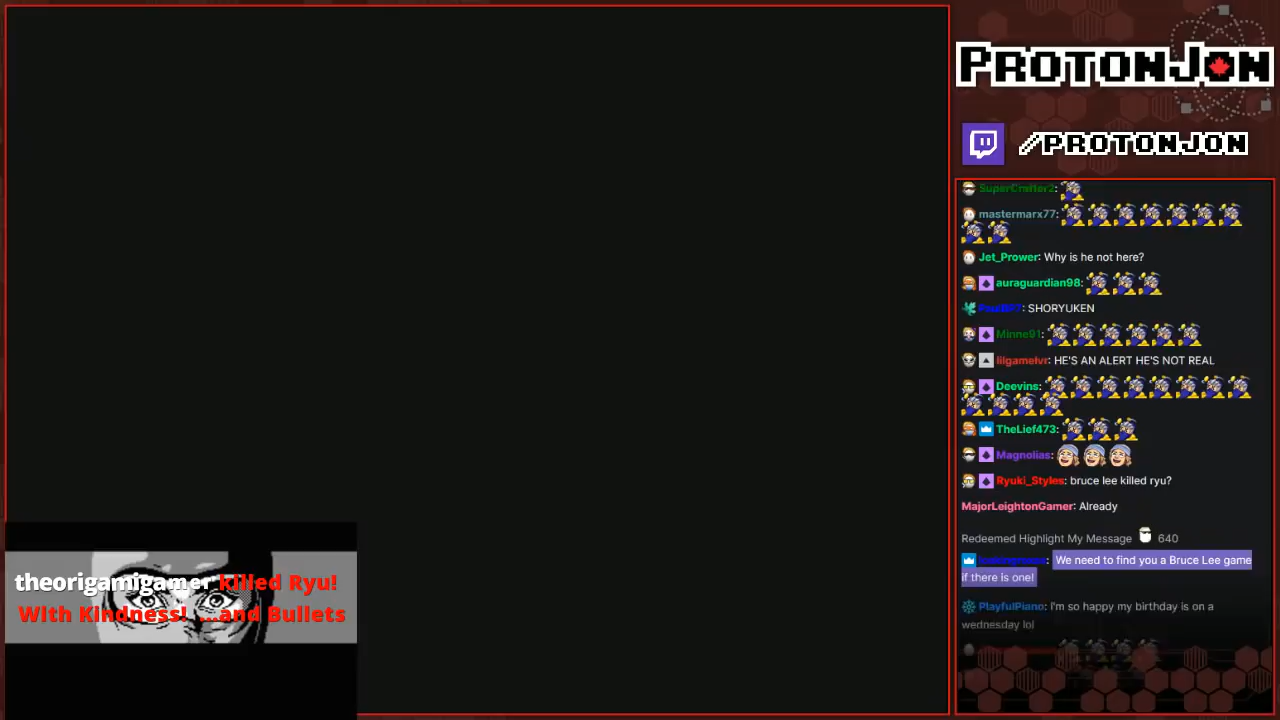 PROTONJON
/PROTONJON
SuperCrafter2:
mastermarx77:
Jet_Prower: Why is he not here?
auraguardian98:
: SHORYUKEN
Minne91:
lilgamelvr: HE'S AN ALERT HE'S NOT REAL
Deevins:
TheLief473:
Magnolias:
Ryuki_Styles: bruce lee killed ryu?
MajorLeightonGamer: Already
Redeemed Highlight My Message 640
We need to find you a Bruce Lee game
if there is one!
PlayfulPiano: I'm so happy my birthday is on a
wednesday lol
theorigamigamer killed Ryu!
With Kindness! ...and Bullets